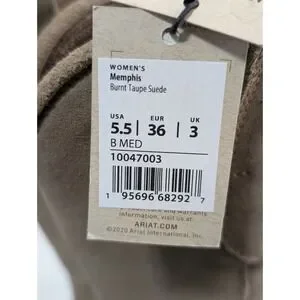 WOMEN'S
Memphis
Burnt Taupe Suede
USA EUR UK
5.5 36 3
B MED
10047003
1 95696 68292 7
information, visit us at
ARIAT.COM
©2020 Ariat International, Inc.